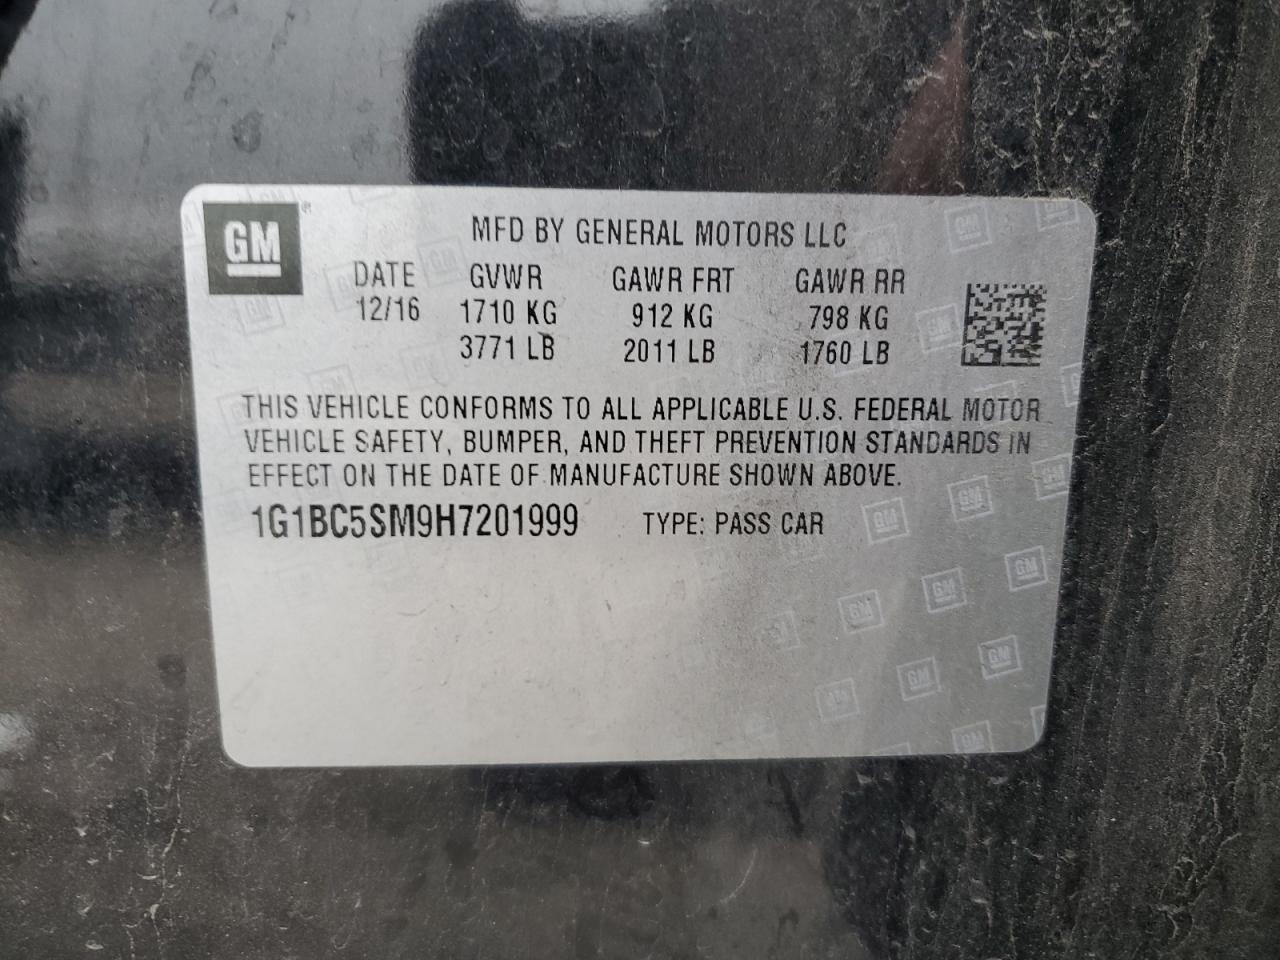 GM
MFD BY GENERAL MOTORS LLC
DATE GVWR GAWR FRT GAWR RR
12/16 1710 KG 912 KG 798 KG
3771 LB 2011 LB 1760 LB
THIS VEHICLE CONFORMS TO ALL APPLICABLE U.S. FEDERAL MOTOR
VEHICLE SAFETY, BUMPER, AND THEFT PREVENTION STANDARDS IN
EFFECT ON THE DATE OF MANUFACTURE SHOWN ABOVE.
1G1BC5SM9H7201999 TYPE: PASS CAR